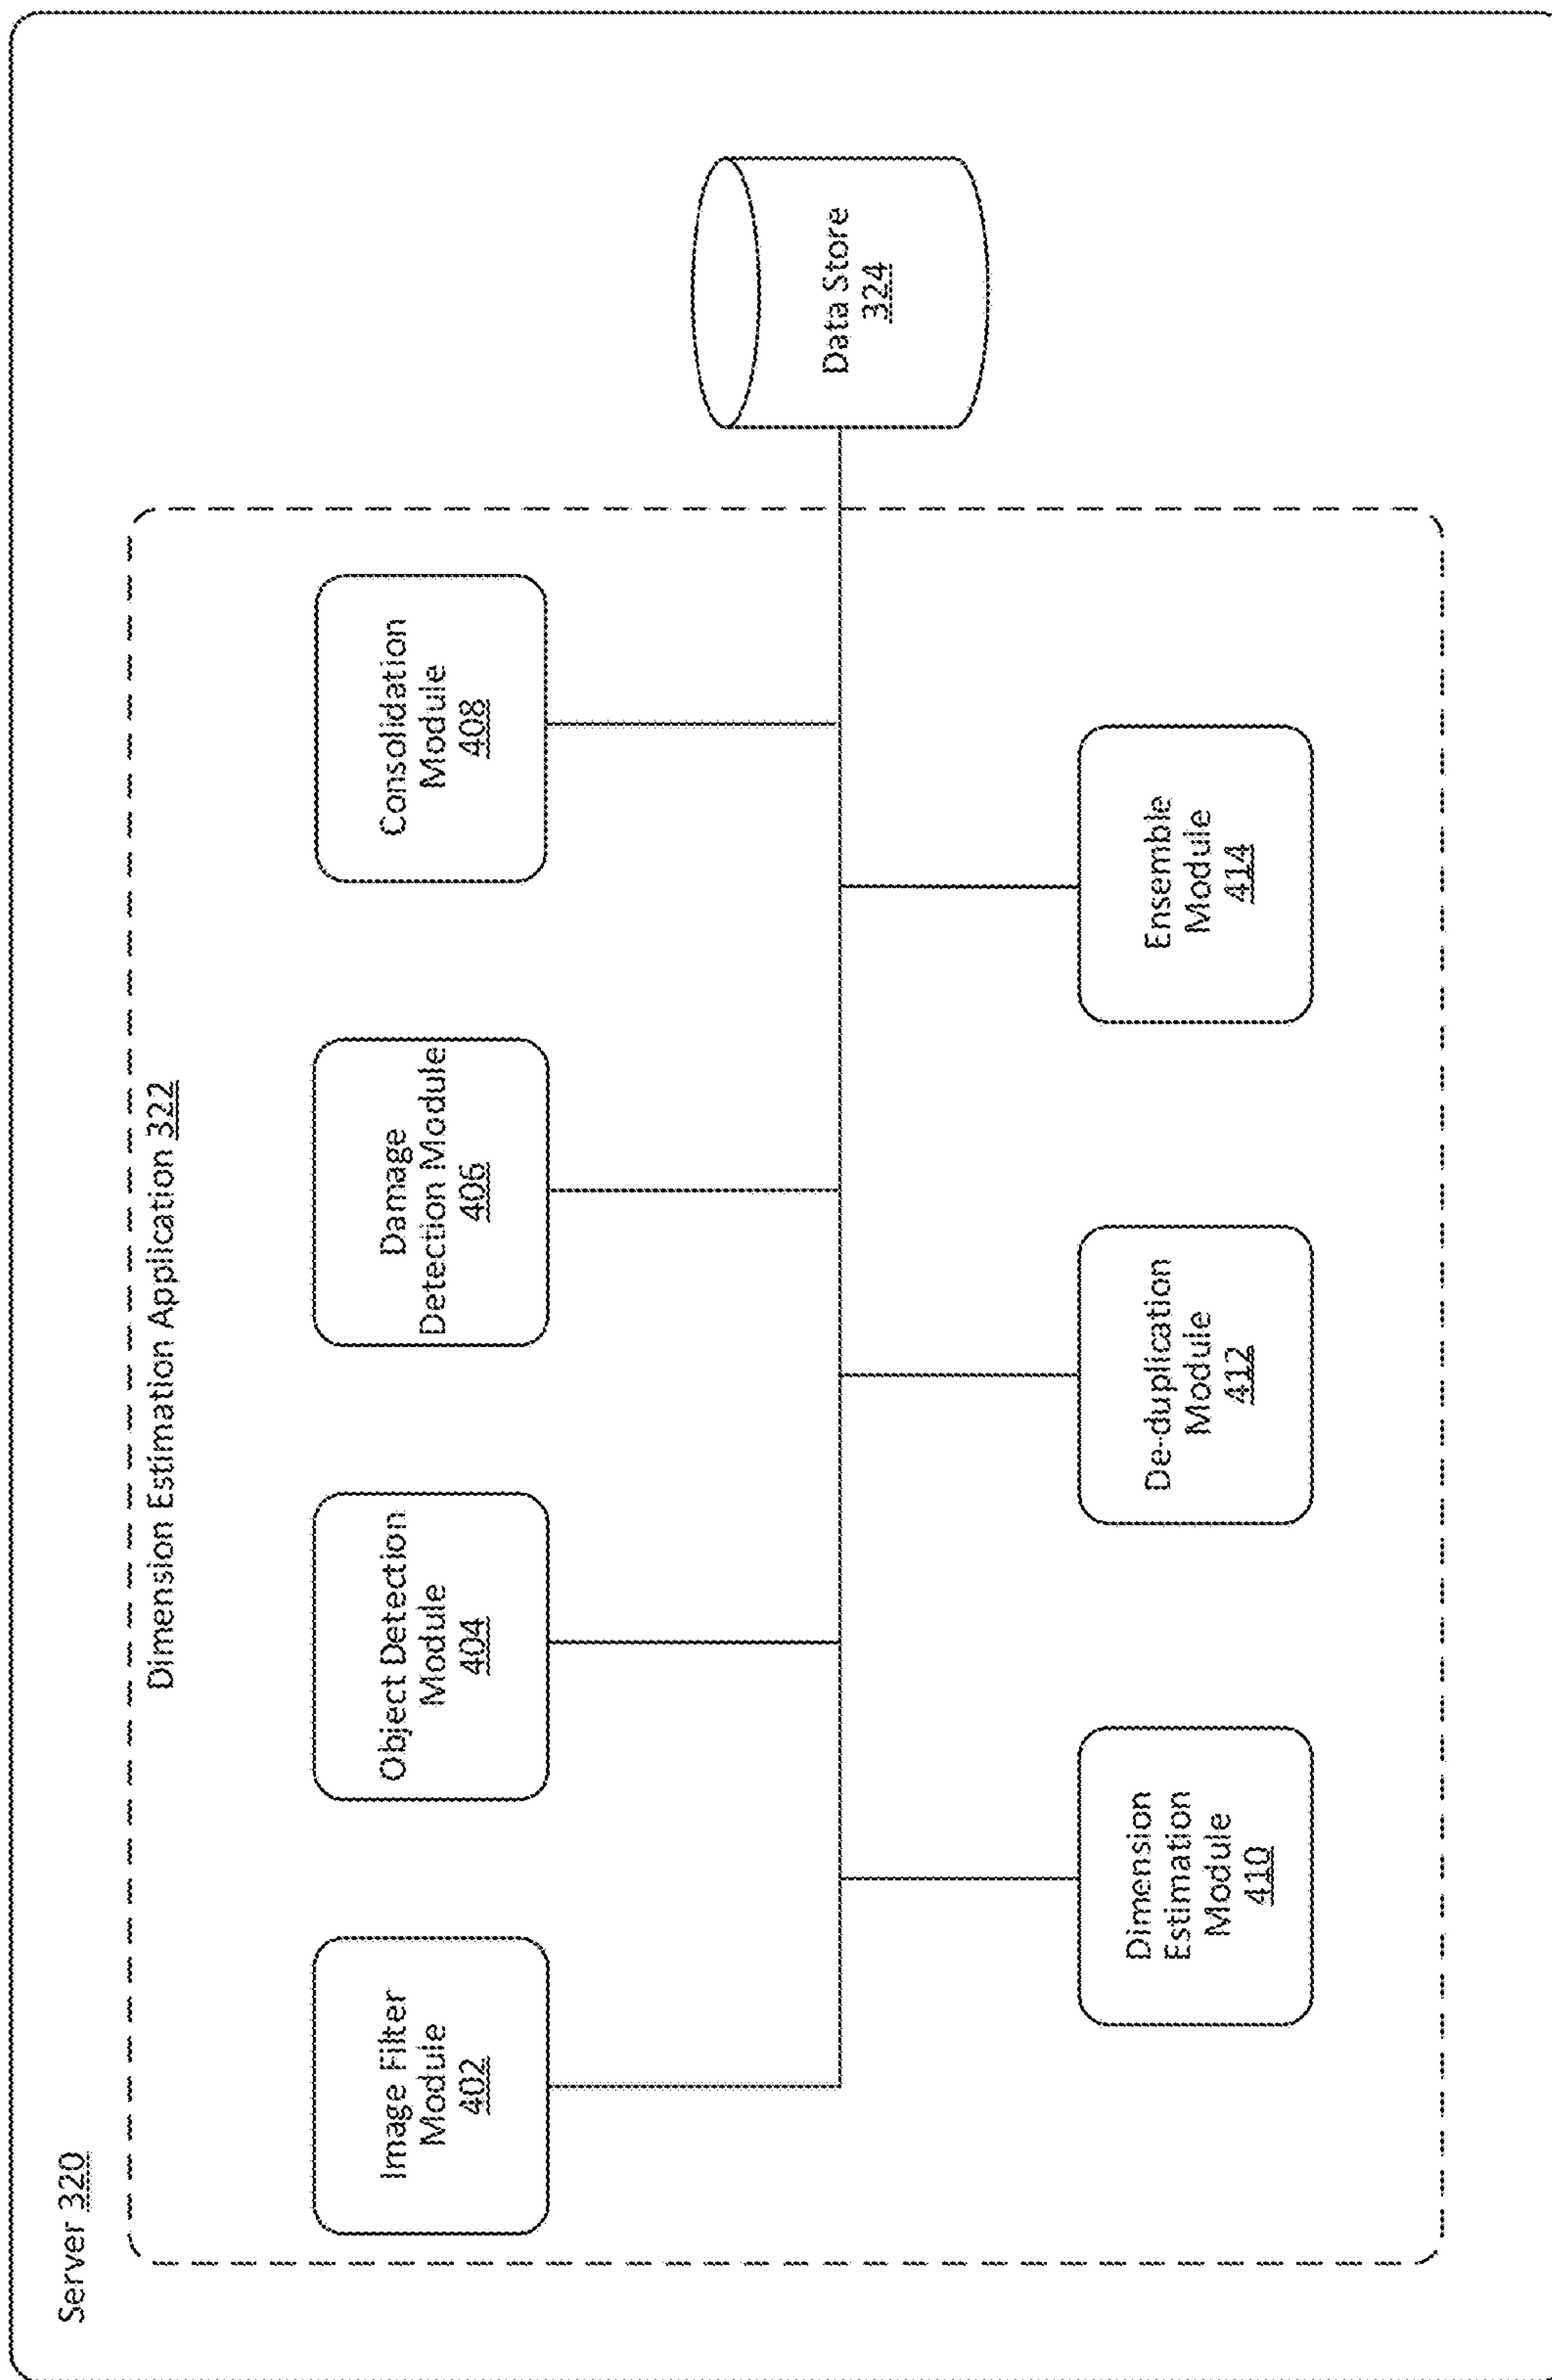 Server 320
Dimension Estimation Application 322
Image Filter
Module
402
Object Detection
Module
404
Damage
Detection Module
406
Consolidation
Module
408
Data Store
324
Dimension
Estimation
Module
410
De-duplication
Module
412
Ensemble
Module
414